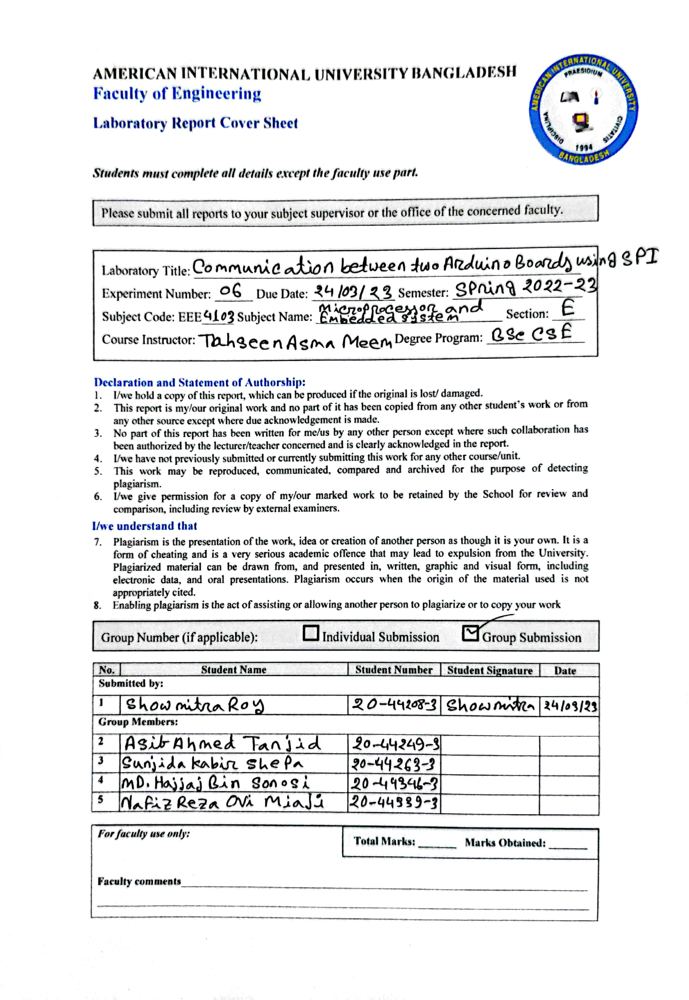 AMERICAN INTERNATIONAL UNIVERSITY BANGLADESH
Faculty of Engineering
Laboratory Report Cover Sheet
AMERICAN INTERNATIONAL UNIVERSITY
PRAESIDIUM
DISCIPLINA
CIVITATIS
1994
BANGLADESH
Students must complete all details except the faculty use part.
Please submit all reports to your subject supervisor or the office of the concerned faculty.
Laboratory Title: Communication between two Arduino Boards using SPI
Experiment Number: 06 Due Date: 24/03/23 Semester: Spring 2022-23
Subject Code: EEE 4103 Subject Name: Microprocessor and Embedded system Section: E
Course Instructor: Tahseen Asma Meem Degree Program: BSc CSE
Declaration and Statement of Authorship:
1. I/we hold a copy of this report, which can be produced if the original is lost/ damaged.
2. This report is my/our original work and no part of it has been copied from any other student's work or from
any other source except where due acknowledgement is made.
3. No part of this report has been written for me/us by any other person except where such collaboration has
been authorized by the lecturer/teacher concerned and is clearly acknowledged in the report.
4. I/we have not previously submitted or currently submitting this work for any other course/unit.
5. This work may be reproduced, communicated, compared and archived for the purpose of detecting
plagiarism.
6. I/we give permission for a copy of my/our marked work to be retained by the School for review and
comparison, including review by external examiners.
I/we understand that
7. Plagiarism is the presentation of the work, idea or creation of another person as though it is your own. It is a
form of cheating and is a very serious academic offence that may lead to expulsion from the University.
Plagiarized material can be drawn from, and presented in, written, graphic and visual form, including
electronic data, and oral presentations. Plagiarism occurs when the origin of the material used is not
appropriately cited.
8. Enabling plagiarism is the act of assisting or allowing another person to plagiarize or to copy your work
Group Number (if applicable): Individual Submission Group Submission
No. Student Name Student Number Student Signature Date
Submitted by:
1 Showmitra Roy 20-44208-3 Showmitra 24/03/23
Group Members:
2 Asib Ahmed Tanjid 20-44249-3
3 Sunjida kabir shepa 20-44263-3
4 MD. Hajjaj Bin Sonosi 20-44346-3
5 Nafiz Reza Ovi Miaji 20-44339-3
For faculty use only:
Total Marks: Marks Obtained:
Faculty comments